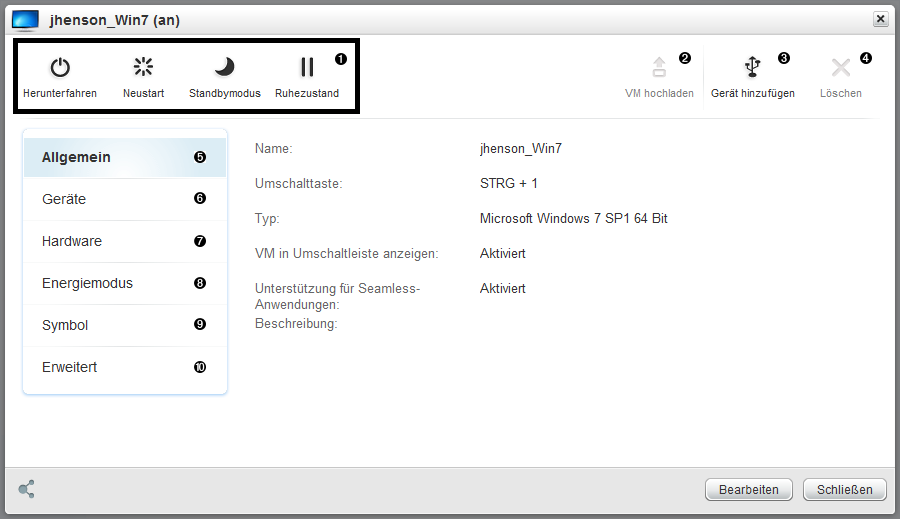 jhenson_Win7 (an)
❶ ❷ ❸ ❹
Herunterfahren Neustart Standbymodus Ruhezustand VM hochladen Gerät hinzufügen Löschen
Allgemein ❺
Geräte ❻
Hardware ❼
Energiemodus ❽
Symbol ❾
Erweitert ❿
Name: jhenson_Win7
Umschalttaste: STRG + 1
Typ: Microsoft Windows 7 SP1 64 Bit
VM in Umschaltleiste anzeigen: Aktiviert
Unterstützung für Seamless- Aktiviert
Anwendungen:
Beschreibung:
Bearbeiten Schließen